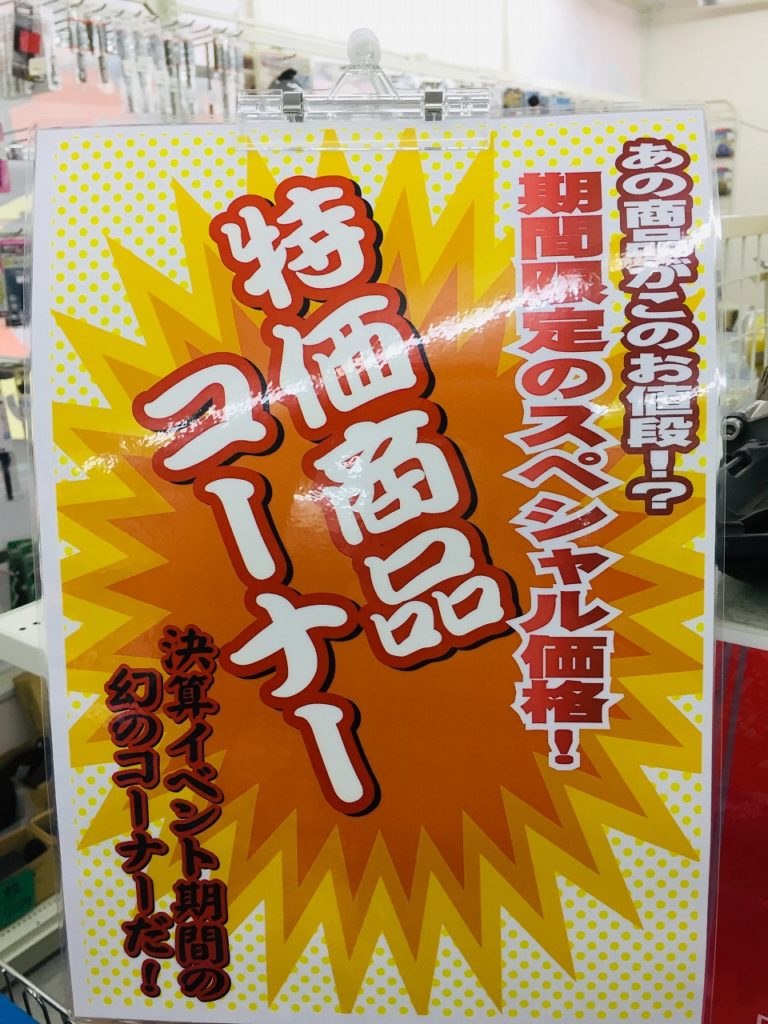 あの商品がこのお値段!?
期間限定のスペシャル価格!
特価商品
コーナー
決算イベント期間の
幻のコーナーだ!